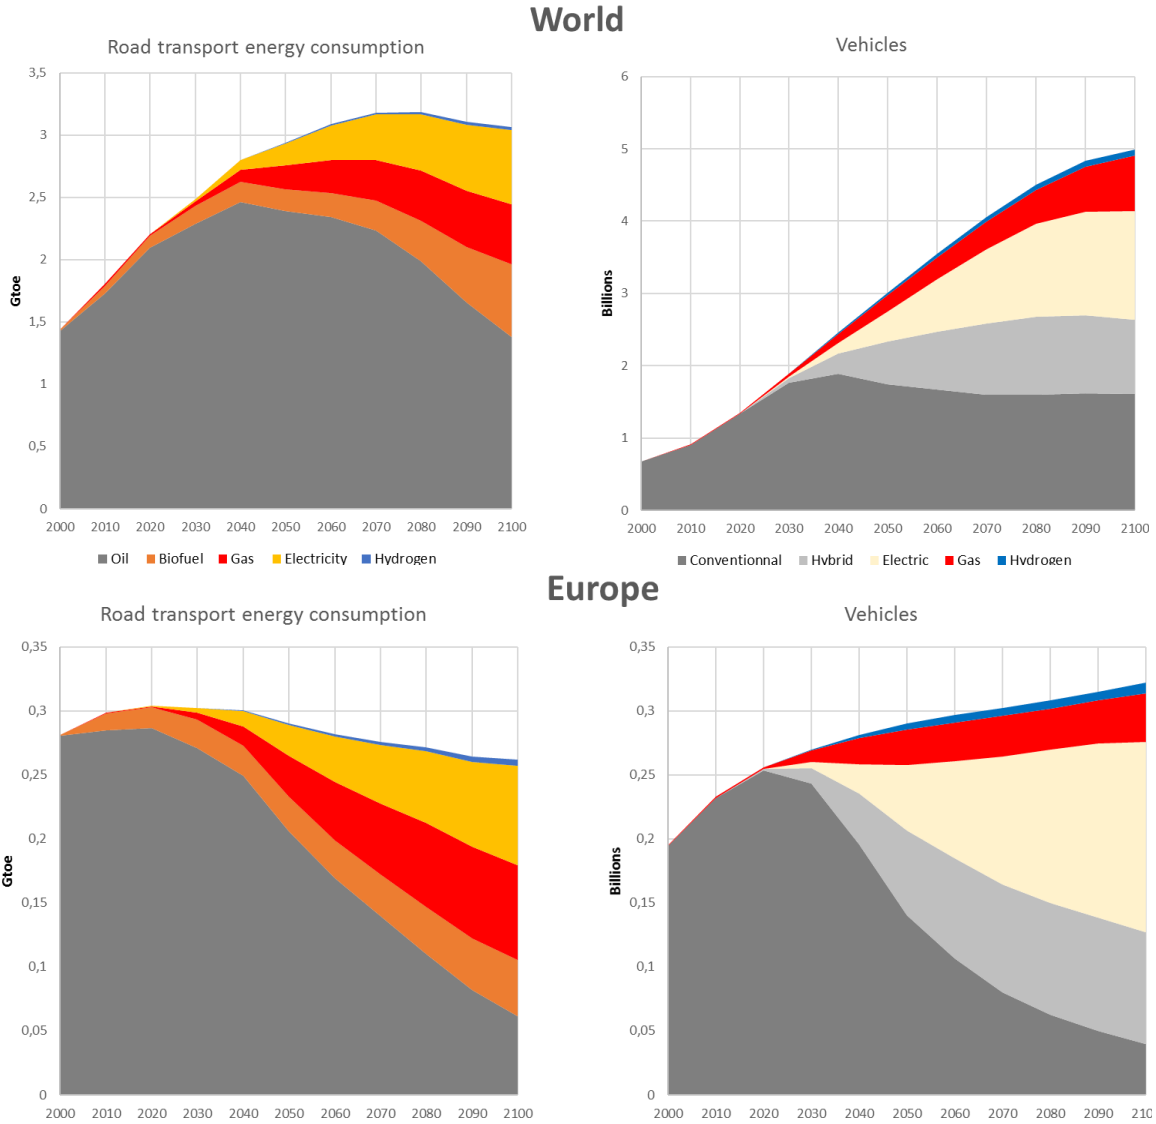 World
Road transport energy consumption
Vehicles
3,5
3
2,5
2
1,5
1
0,5
0
Gtoe
2000 2010 2020 2030 2040 2050 2060 2070 2080 2090 2100
Oil Biofuel Gas Electricity Hydrogen
6
5
4
3
2
1
0
Billions
2000 2010 2020 2030 2040 2050 2060 2070 2080 2090 2100
Conventionnal Hybrid Electric Gas Hydrogen
Europe
Road transport energy consumption
Vehicles
0,35
0,3
0,25
0,2
0,15
0,1
0,05
0
Gtoe
2000 2010 2020 2030 2040 2050 2060 2070 2080 2090 2100
0,35
0,3
0,25
0,2
0,15
0,1
0,05
0
Billions
2000 2010 2020 2030 2040 2050 2060 2070 2080 2090 2100